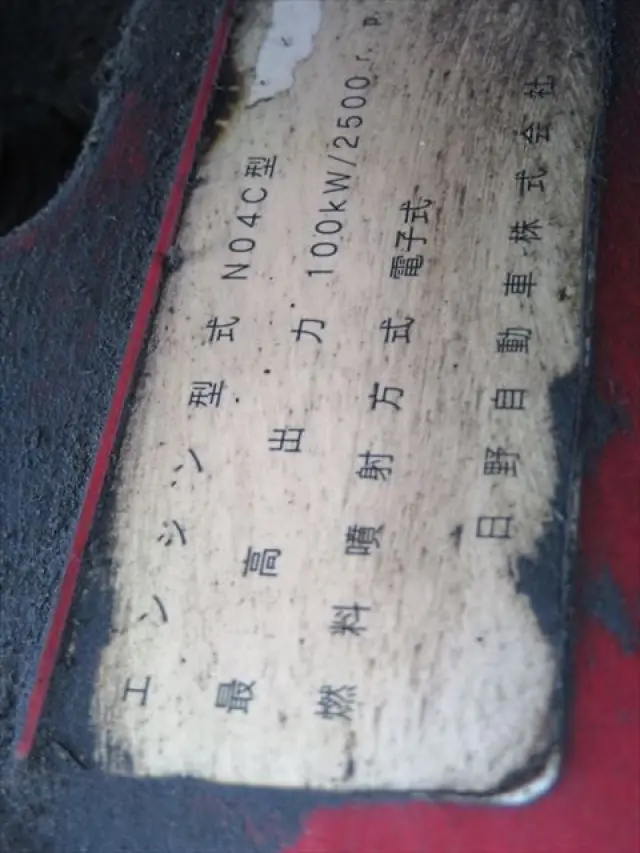 エンジン型式 N04C型
最高出力 100kW/2500r.p.
燃料噴射方式 電子式
日野自動車株式会社